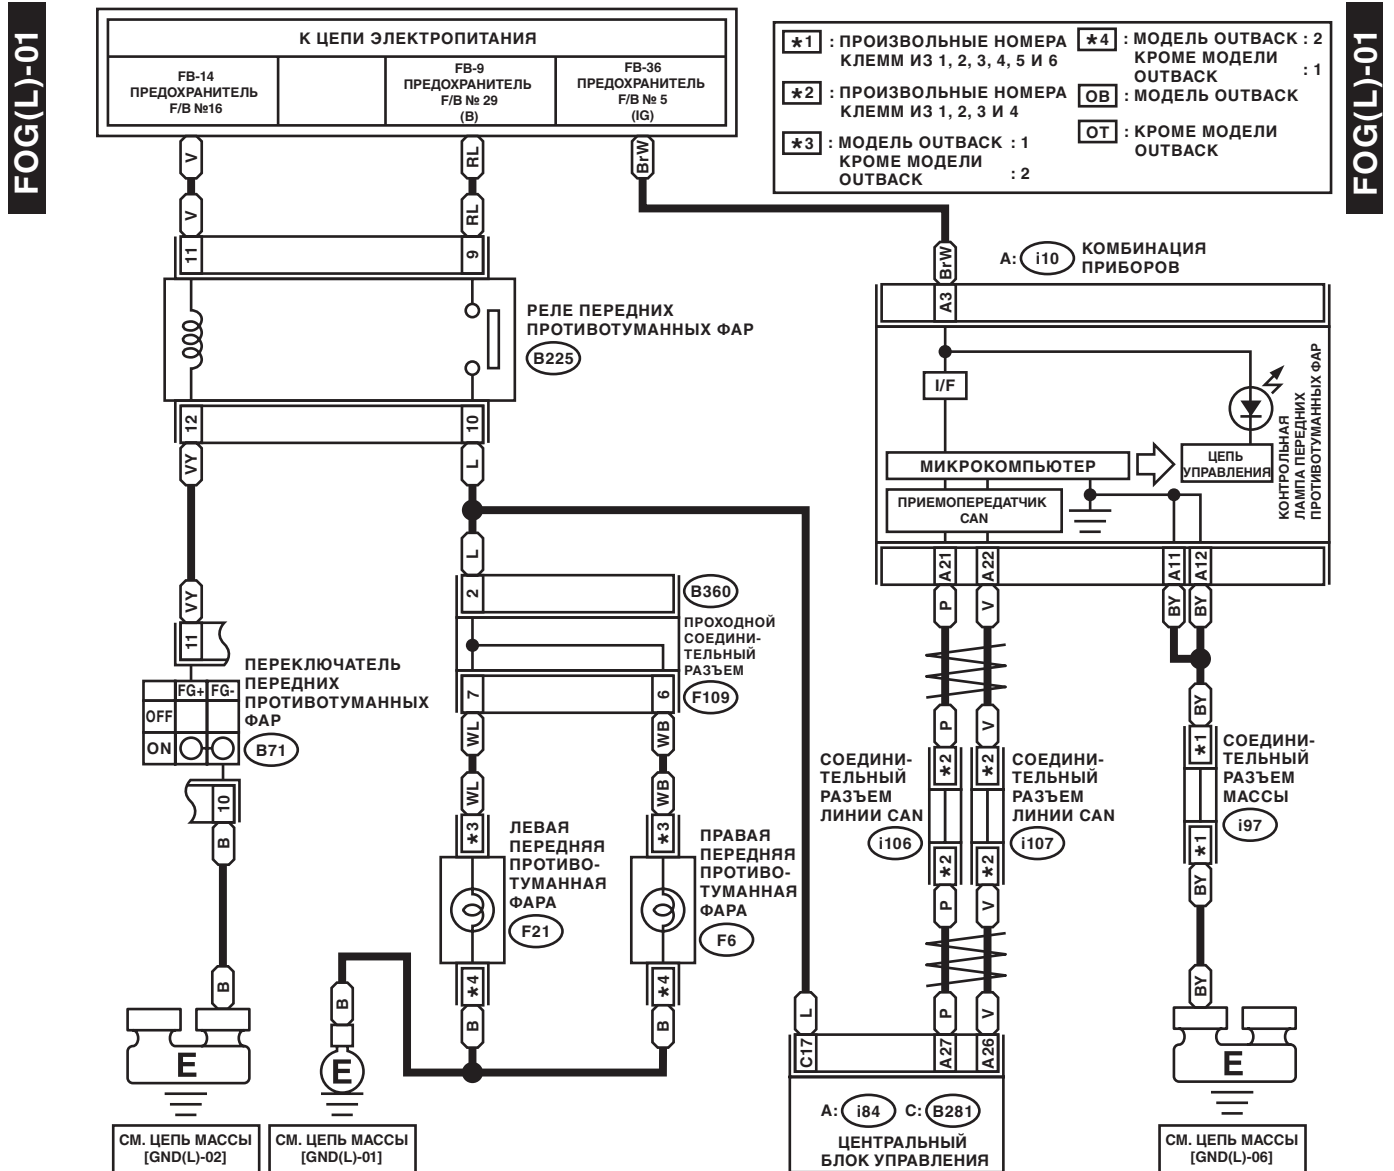 FOG(L)-01
FOG(L)-01
К ЦЕПИ ЭЛЕКТРОПИТАНИЯ
FB-14
ПРЕДОХРАНИТЕЛЬ
F/B №16
FB-9
ПРЕДОХРАНИТЕЛЬ
F/B № 29
(B)
FB-36
ПРЕДОХРАНИТЕЛЬ
F/B № 5
(IG)
*1 : ПРОИЗВОЛЬНЫЕ НОМЕРА
КЛЕММ ИЗ 1, 2, 3, 4, 5 И 6
*2 : ПРОИЗВОЛЬНЫЕ НОМЕРА
КЛЕММ ИЗ 1, 2, 3 И 4
*3 : МОДЕЛЬ OUTBACK : 1
КРОМЕ МОДЕЛИ
OUTBACK : 2
*4 : МОДЕЛЬ OUTBACK : 2
КРОМЕ МОДЕЛИ
OUTBACK : 1
OB : МОДЕЛЬ OUTBACK
OT : КРОМЕ МОДЕЛИ
OUTBACK
V
RL
BrW
V
RL
11
9
BrW
A: i10 КОМБИНАЦИЯ
ПРИБОРОВ
A3
РЕЛЕ ПЕРЕДНИХ
ПРОТИВОТУМАННЫХ ФАР
B225
I/F
МИКРОКОМПЬЮТЕР
ЦЕПЬ
УПРАВЛЕНИЯ
КОНТРОЛЬНАЯ
ЛАМПА ПЕРЕДНИХ
ПРОТИВОТУМАННЫХ ФАР
ПРИЕМОПЕРЕДАТЧИК
CAN
12
10
VY
L
L
A21
A22
A11
A12
VY
2
B360
P
V
BY
BY
11
ПРОХОДНОЙ
СОЕДИНИ-
ТЕЛЬНЫЙ
РАЗЪЕМ
ПЕРЕКЛЮЧАТЕЛЬ
ПЕРЕДНИХ
ПРОТИВОТУМАННЫХ
ФАР
B71
FG+ FG-
OFF
ON
7
6
F109
WL
WB
P
V
BY
*2
*2
*1
СОЕДИНИ-
ТЕЛЬНЫЙ
РАЗЪЕМ
ЛИНИИ CAN
i106
СОЕДИНИ-
ТЕЛЬНЫЙ
РАЗЪЕМ
ЛИНИИ CAN
i107
СОЕДИНИ-
ТЕЛЬНЫЙ
РАЗЪЕМ
МАССЫ
i97
10
WL
WB
B
*3
*3
ЛЕВАЯ
ПЕРЕДНЯЯ
ПРОТИВО-
ТУМАННАЯ
ФАРА
F21
ПРАВАЯ
ПЕРЕДНЯЯ
ПРОТИВО-
ТУМАННАЯ
ФАРА
F6
*2
*2
*1
P
V
BY
B
B
*4
*4
BY
B
B
L
P
V
E
E
E
C17
A27
A26
A: i84 C: B281
ЦЕНТРАЛЬНЫЙ
БЛОК УПРАВЛЕНИЯ
СМ. ЦЕПЬ МАССЫ
[GND(L)-02]
СМ. ЦЕПЬ МАССЫ
[GND(L)-01]
СМ. ЦЕПЬ МАССЫ
[GND(L)-06]